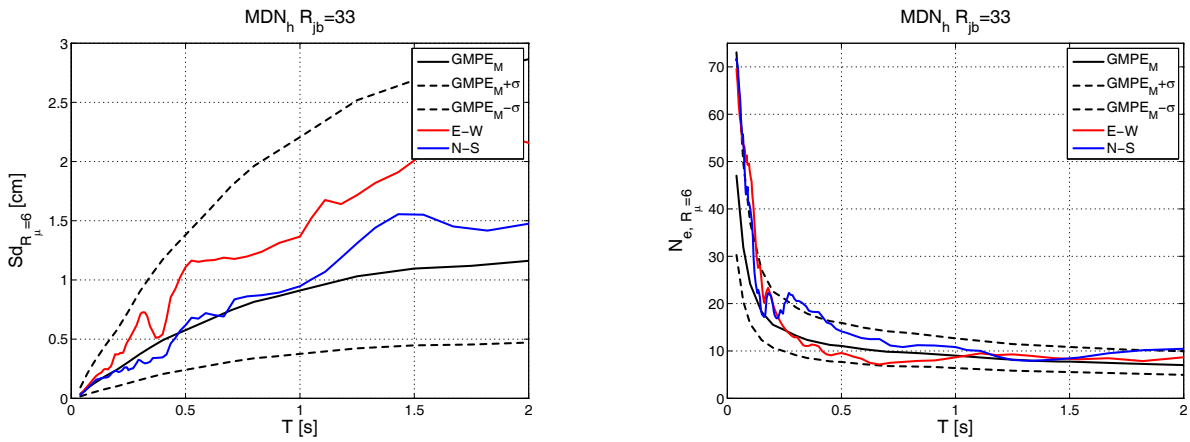 MDN_h R_jb=33
3
2.5
2
1.5
1
0.5
0
Sd_R_μ=6 [cm]
GMPE_M
GMPE_M+σ
GMPE_M−σ
E−W
N−S
0
0.5
1
1.5
2
T [s]
MDN_h R_jb=33
70
60
50
40
30
20
10
0
N_e, R_μ=6
GMPE_M
GMPE_M+σ
GMPE_M−σ
E−W
N−S
0
0.5
1
1.5
2
T [s]